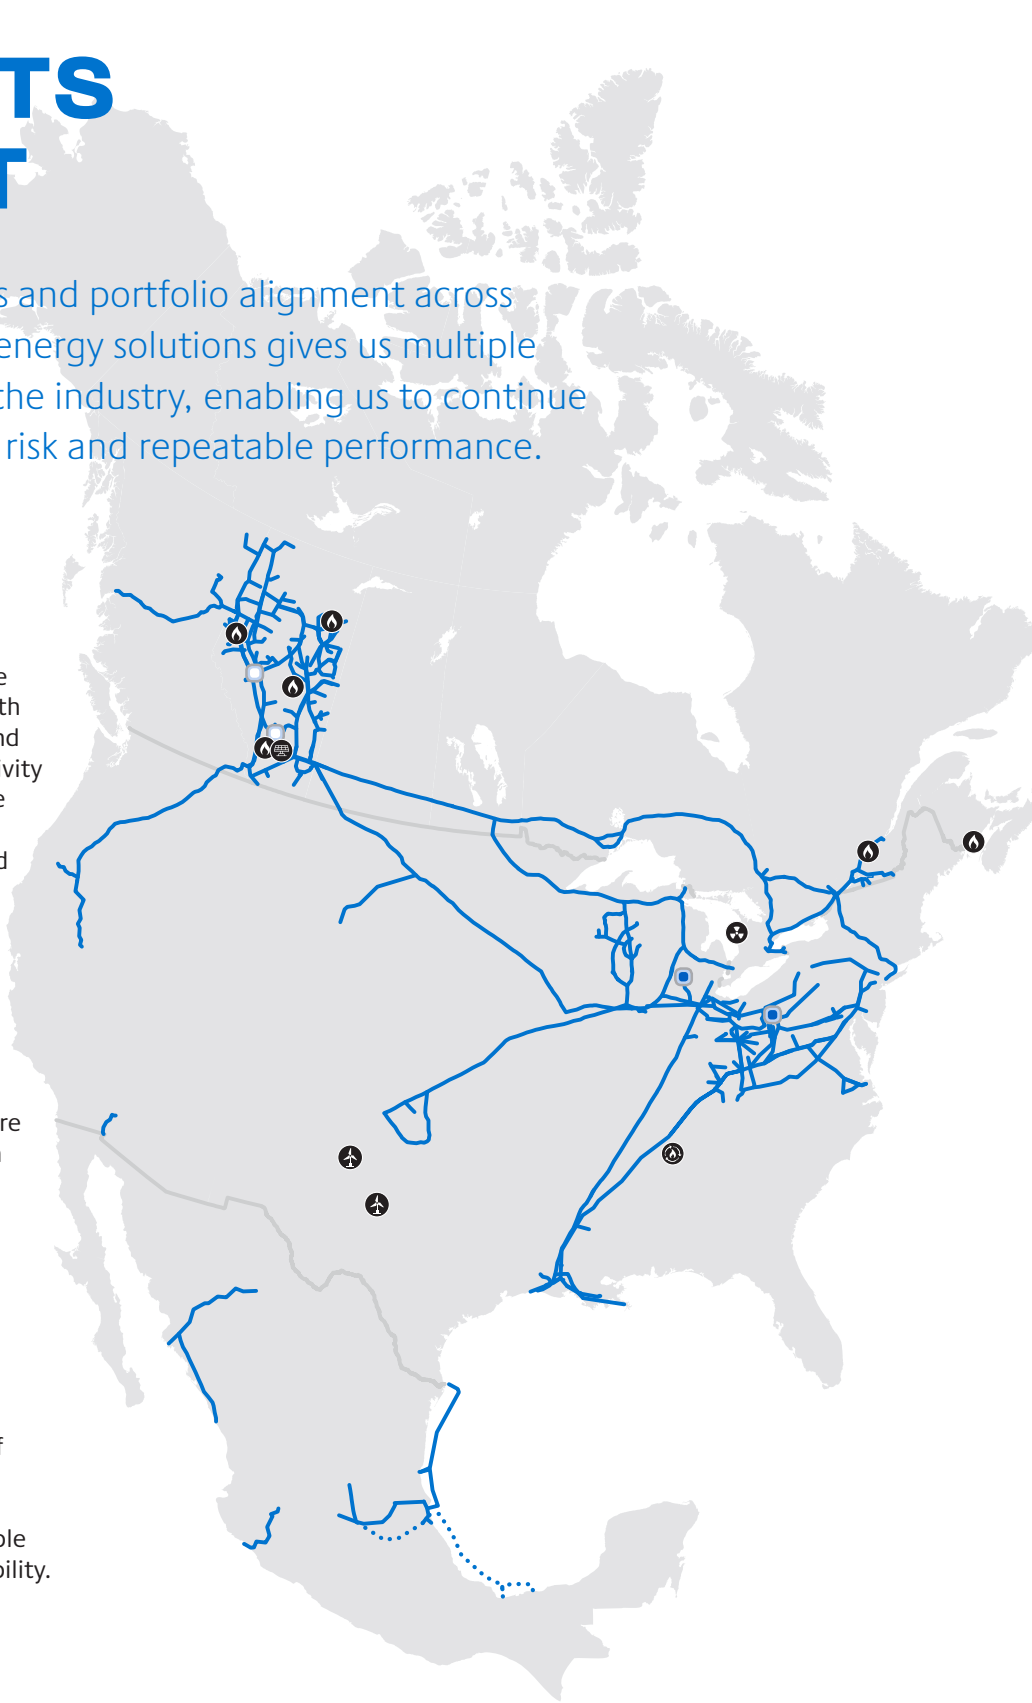 TS
T
s and portfolio alignment across
energy solutions gives us multiple
the industry, enabling us to continue
risk and repeatable performance.
e
th
nd
ivity
e
d
re
n
f
ble
bility.